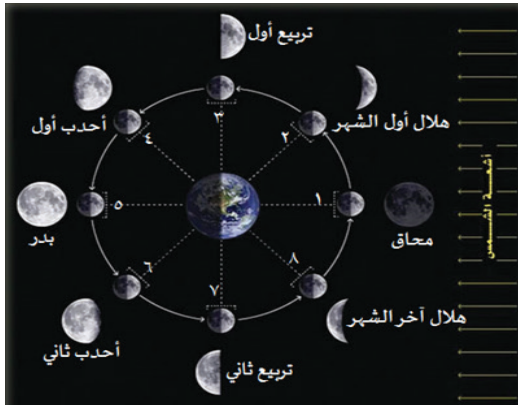 تربيع أول
هلال أول الشهر
أحدب أول
٣
٢
٤
أشعة الشمس
١
٥
محاق
بدر
٨
٦
٧
هلال آخر الشهر
أحدب ثاني
تربيع ثاني